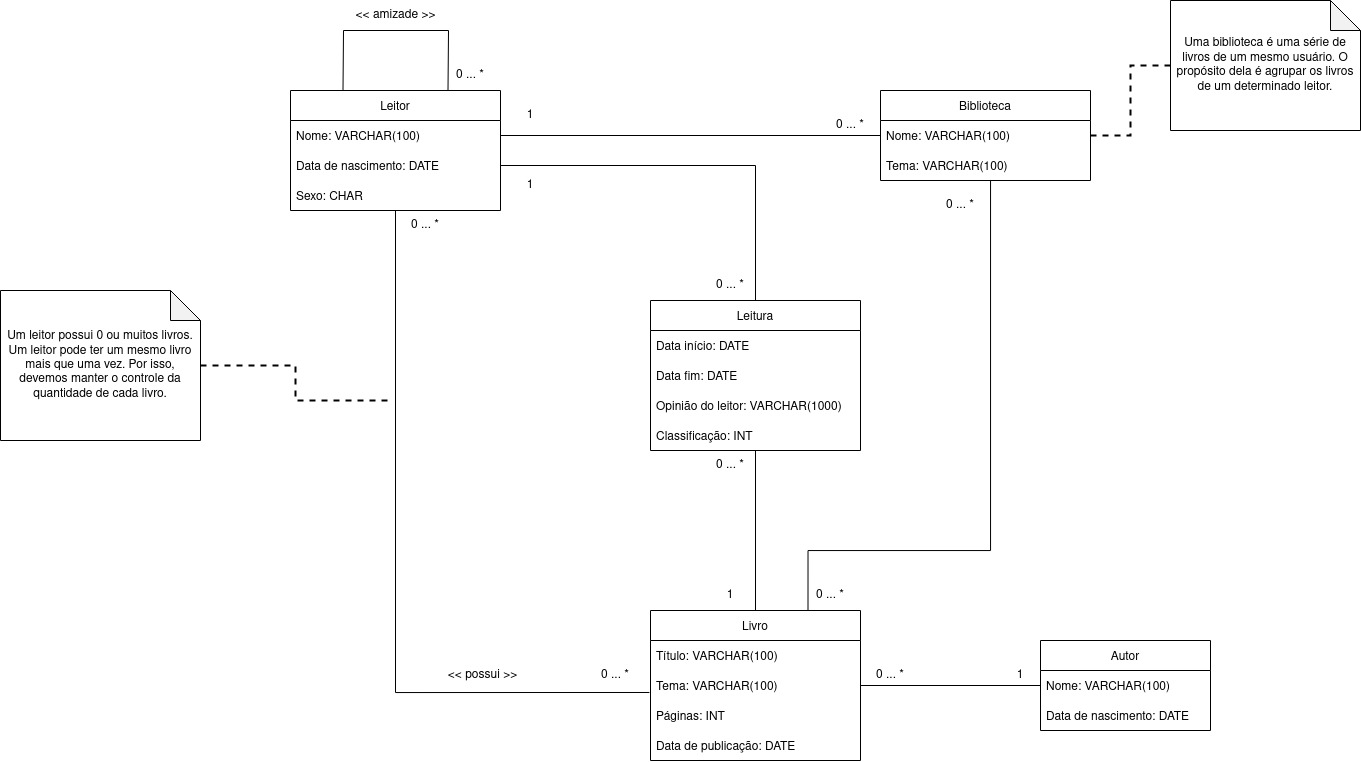 << amizade >>
0 ... *
Leitor
Nome: VARCHAR(100)
Data de nascimento: DATE
Sexo: CHAR
1
0 ... *
Biblioteca
Nome: VARCHAR(100)
Tema: VARCHAR(100)
Uma biblioteca é uma série de
livros de um mesmo usuário. O
propósito dela é agrupar os livros
de um determinado leitor.
1
0 ... *
0 ... *
0 ... *
Leitura
Data início: DATE
Data fim: DATE
Opinião do leitor: VARCHAR(1000)
Classificação: INT
0 ... *
Um leitor possui 0 ou muitos livros.
Um leitor pode ter um mesmo livro
mais que uma vez. Por isso,
devemos manter o controle da
quantidade de cada livro.
1
0 ... *
Livro
Título: VARCHAR(100)
Tema: VARCHAR(100)
Páginas: INT
Data de publicação: DATE
<< possui >>
0 ... *
0 ... *
1
Autor
Nome: VARCHAR(100)
Data de nascimento: DATE